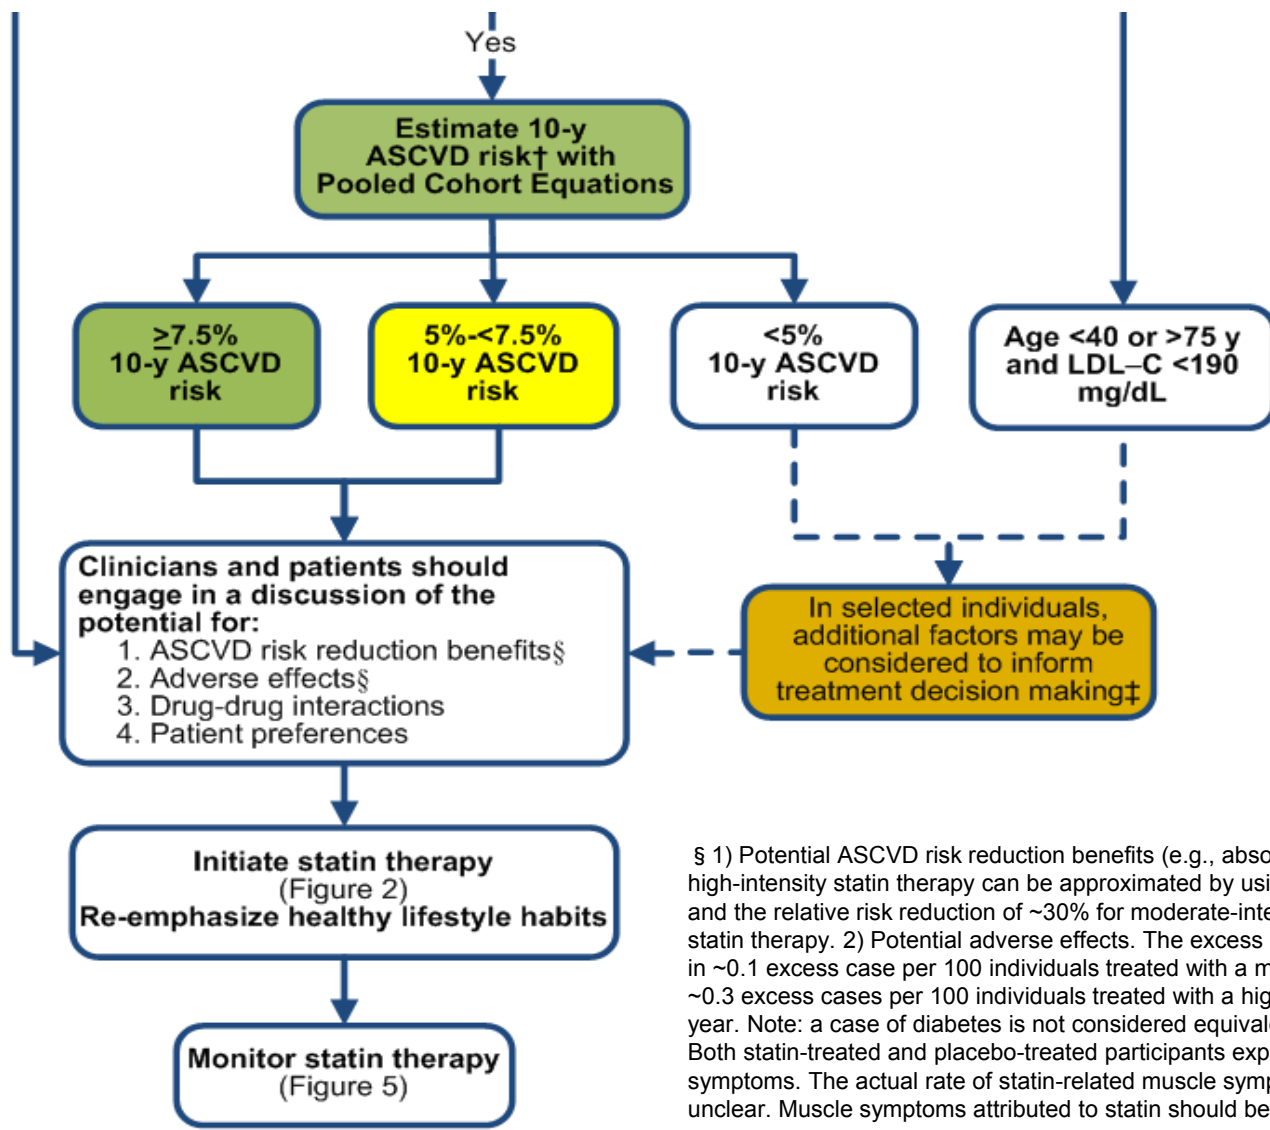 Yes
Estimate 10-y
ASCVD risk† with
Pooled Cohort Equations
≥7.5%
10-y ASCVD
risk
5%-<7.5%
10-y ASCVD
risk
<5%
10-y ASCVD
risk
Age <40 or >75 y
and LDL–C <190
mg/dL
Clinicians and patients should
engage in a discussion of the
potential for:
1. ASCVD risk reduction benefits§
2. Adverse effects§
3. Drug-drug interactions
4. Patient preferences
In selected individuals,
additional factors may be
considered to inform
treatment decision making‡
Initiate statin therapy
(Figure 2)
Re-emphasize healthy lifestyle habits
Monitor statin therapy
(Figure 5)
§ 1) Potential ASCVD risk reduction benefits (e.g., abso
high-intensity statin therapy can be approximated by usi
and the relative risk reduction of ~30% for moderate-inte
statin therapy. 2) Potential adverse effects. The excess
in ~0.1 excess case per 100 individuals treated with a m
~0.3 excess cases per 100 individuals treated with a hig
year. Note: a case of diabetes is not considered equivale
Both statin-treated and placebo-treated participants exp
symptoms. The actual rate of statin-related muscle symp
unclear. Muscle symptoms attributed to statin should be